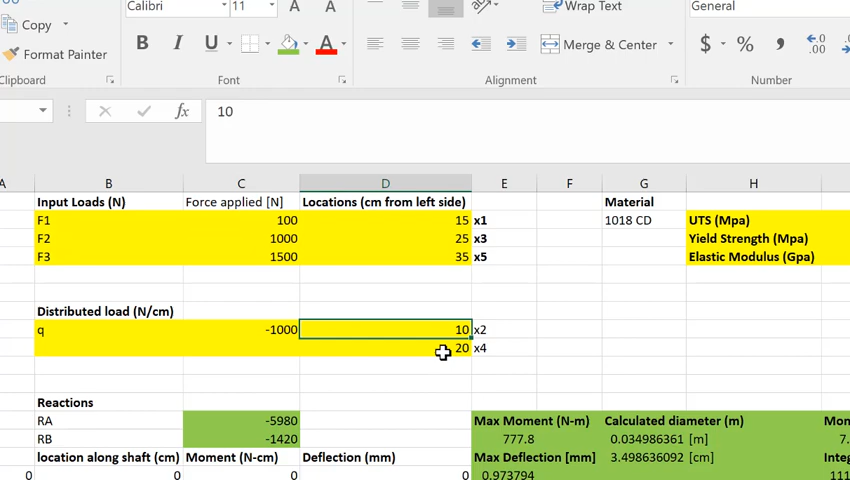 Calibri 11 A A Wrap Text General
Copy
Format Painter B I U A Merge & Center $ % , .00
Clipboard Font Alignment Number
fx 10
A B C D E F G H
Input Loads (N) Force applied [N] Locations (cm from left side) Material
F1 100 15 x1 1018 CD UTS (Mpa)
F2 1000 25 x3 Yield Strength (Mpa)
F3 1500 35 x5 Elastic Modulus (Gpa)
Distributed load (N/cm)
q -1000 10 x2
20 x4
Reactions
RA -5980 Max Moment (N-m) Calculated diameter (m)
RB -1420 777.8 0.034986361 [m] 7.
location along shaft (cm) Moment (N-cm) Deflection (mm) Max Deflection [mm] 3.498636092 [cm]
0 0 0 0.973794